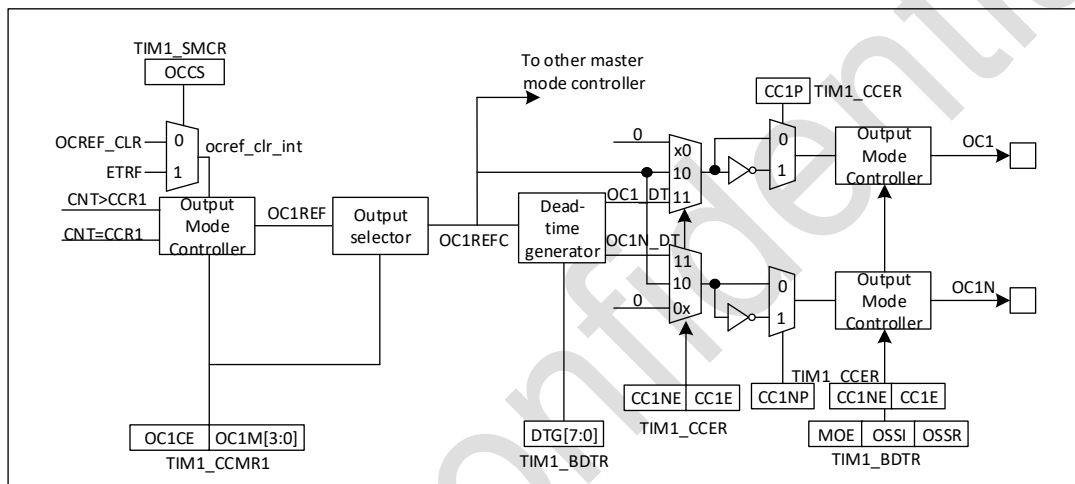 TIM1_SMCR
OCCS
OCREF_CLR
0
ETRF
1
ocref_clr_int
CNT>CCR1
CNT=CCR1
Output
Mode
Controller
OC1REF
Output
selector
OC1REFC
To other master
mode controller
Dead-
time
generator
OC1_DT
OC1N_DT
0
x0
10
11
11
10
0x
0
CC1P
TIM1_CCER
0
1
Output
Mode
Controller
OC1
0
1
Output
Mode
Controller
OC1N
CC1NE
CC1E
TIM1_CCER
CC1NP
TIM1_CCER
CC1NE
CC1E
MOE
OSSI
OSSR
TIM1_BDTR
DTG[7:0]
TIM1_BDTR
OC1CE
OC1M[3:0]
TIM1_CCMR1
onfidenti